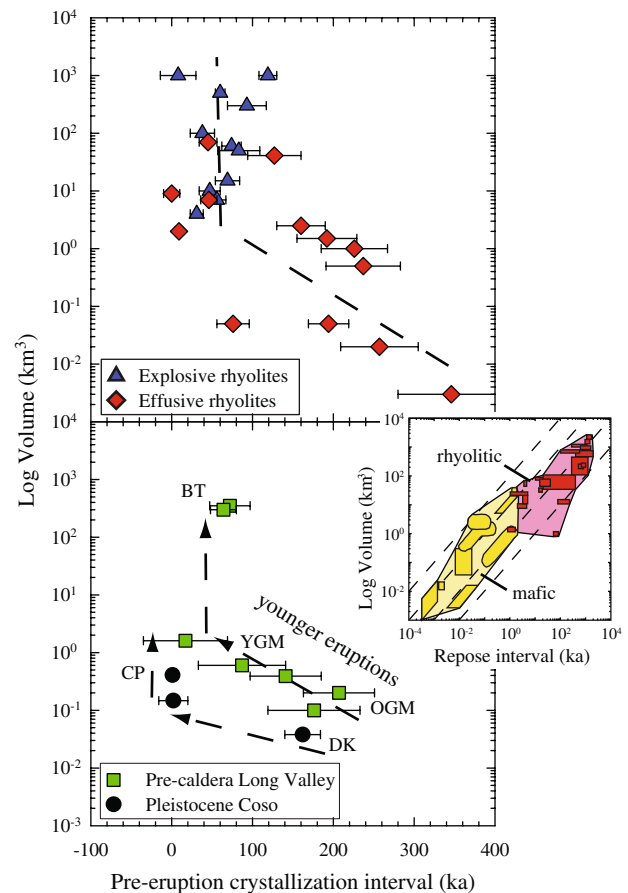 10⁴
10³
10²
10¹
10⁰
10⁻¹
10⁻²
Log Volume (km³)
Explosive rhyolites
Effusive rhyolites
10⁴
10³
10²
10¹
10⁰
10⁻¹
10⁻²
10⁻³
BT
YGM
younger eruptions
CP
OGM
DK
Pre-caldera Long Valley
Pleistocene Coso
-100 0 100 200 300 400
Pre-eruption crystallization interval (ka)
10⁴
10²
10⁰
10⁻²
Log Volume (km³)
rhyolitic
mafic
10⁻⁴ 10⁻² 10⁰ 10² 10⁴
Repose interval (ka)